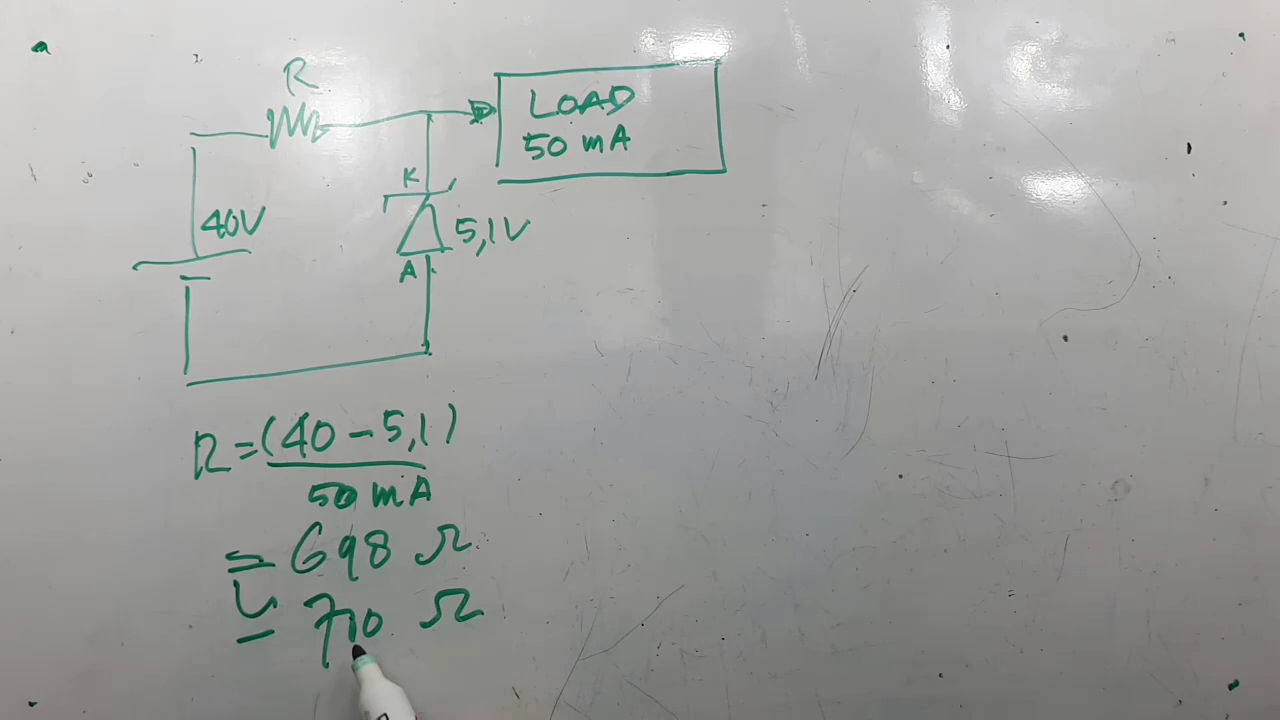 R
LOAD
50 mA
K
40V
5,1V
A
R = (40 - 5,1)
50 mA
= 698 Ω
≅ 710 Ω